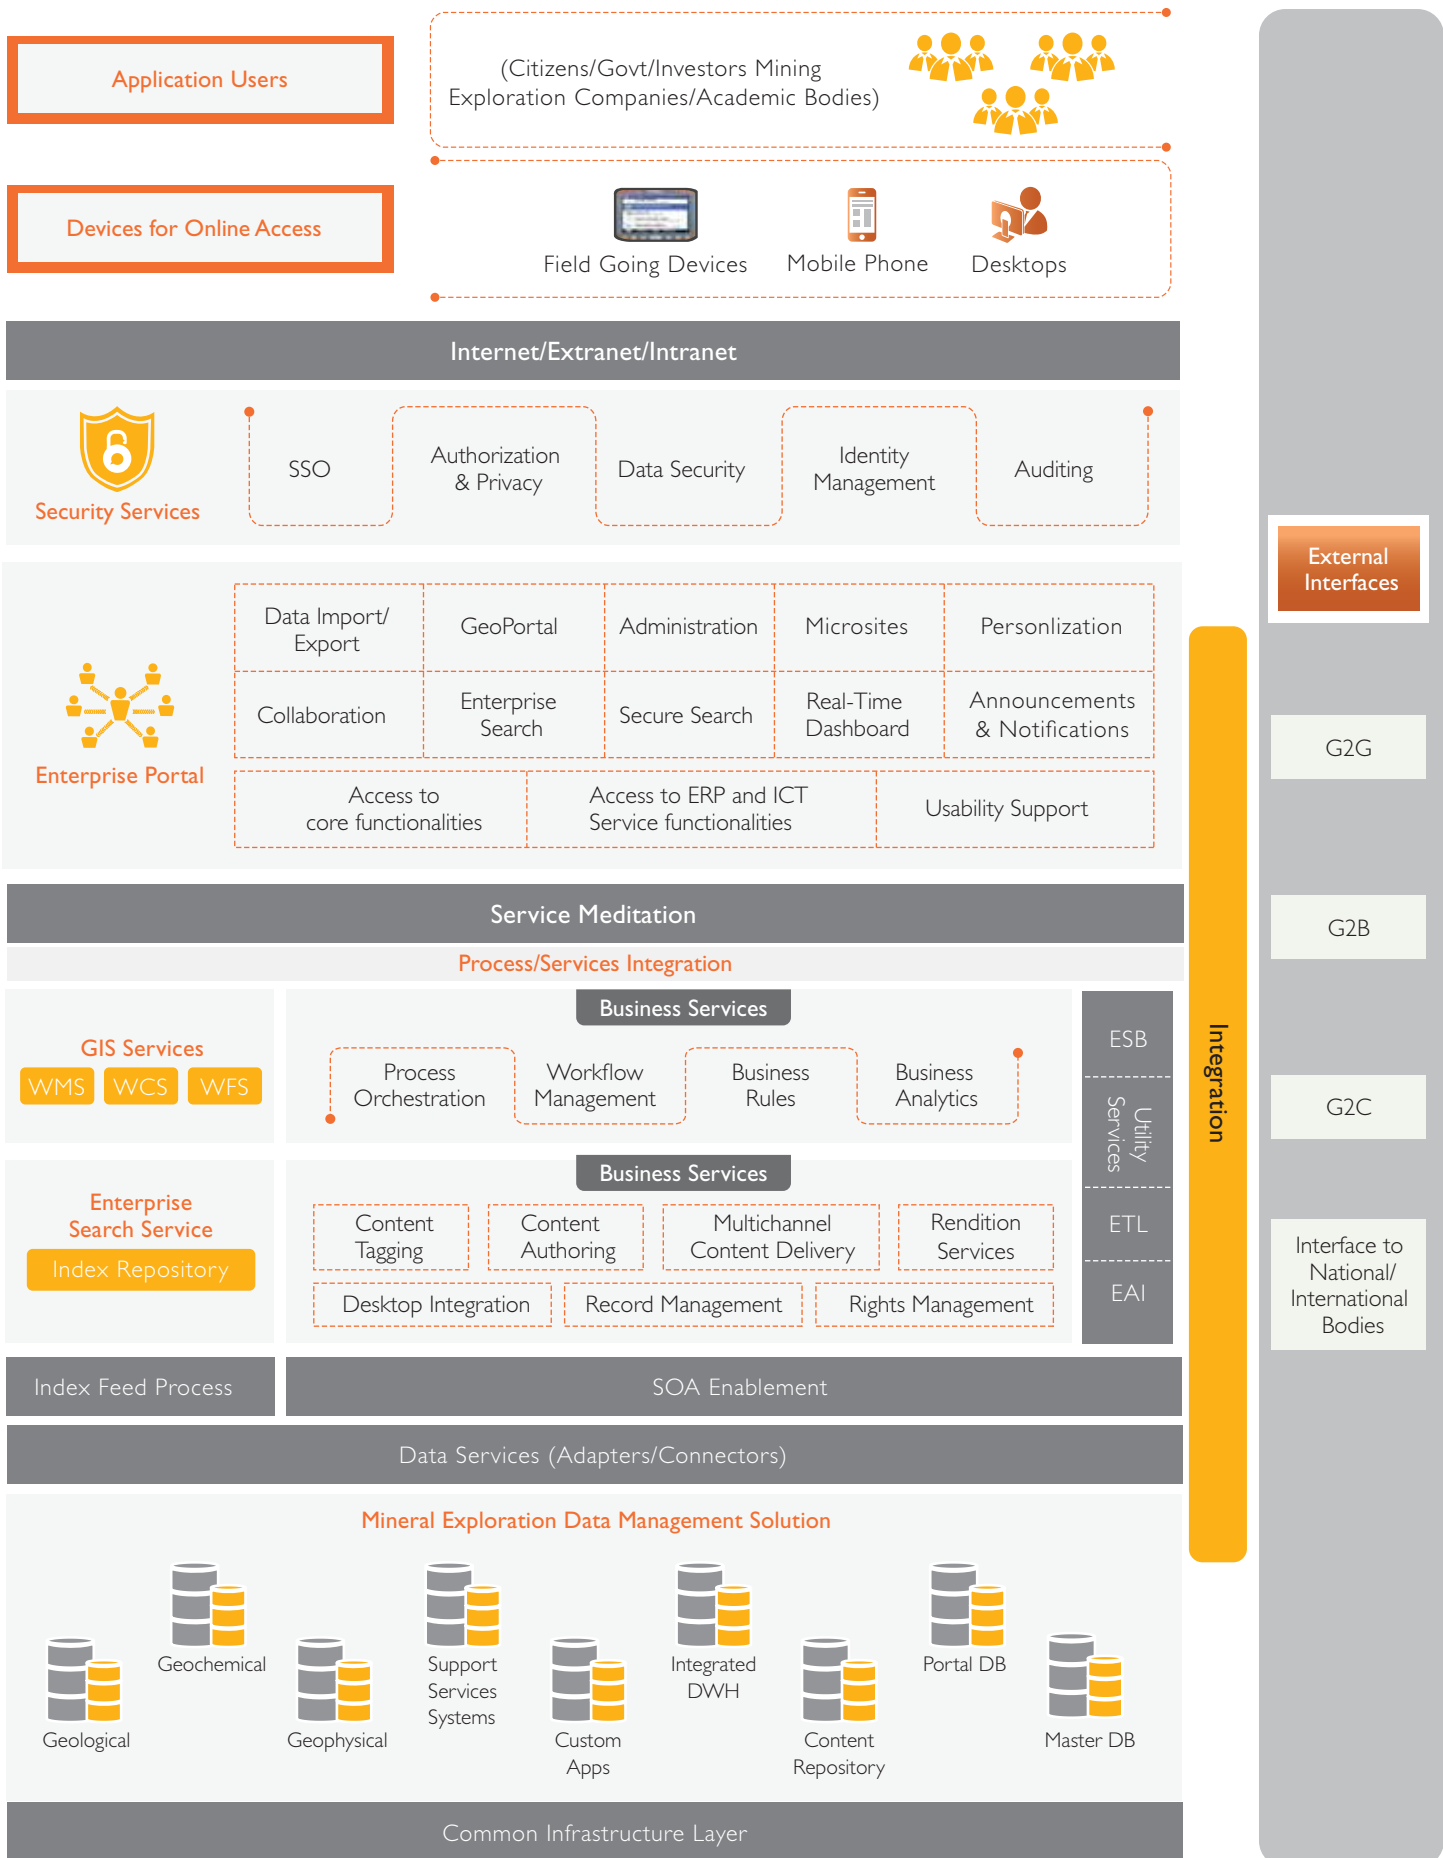 Application Users
(Citizens/Govt/Investors Mining
Exploration Companies/Academic Bodies)
Devices for Online Access
Field Going Devices
Mobile Phone
Desktops
Internet/Extranet/Intranet
Security Services
SSO
Authorization
& Privacy
Data Security
Identity
Management
Auditing
Enterprise Portal
Data Import/
Export
GeoPortal
Administration
Microsites
Personlization
Collaboration
Enterprise
Search
Secure Search
Real-Time
Dashboard
Announcements
& Notifications
Access to
core functionalities
Access to ERP and ICT
Service functionalities
Usability Support
Service Meditation
Process/Services Integration
GIS Services
WMS
WCS
WFS
Business Services
Process
Orchestration
Workflow
Management
Business
Rules
Business
Analytics
Enterprise
Search Service
Index Repository
Business Services
Content
Tagging
Content
Authoring
Multichannel
Content Delivery
Rendition
Services
Desktop Integration
Record Management
Rights Management
ESB
Utility
Services
ETL
EAI
Index Feed Process
SOA Enablement
Data Services (Adapters/Connectors)
Mineral Exploration Data Management Solution
Geological
Geochemical
Geophysical
Support
Services
Systems
Custom
Apps
Integrated
DWH
Content
Repository
Portal DB
Master DB
Common Infrastructure Layer
Integration
External
Interfaces
G2G
G2B
G2C
Interface to
National/
International
Bodies